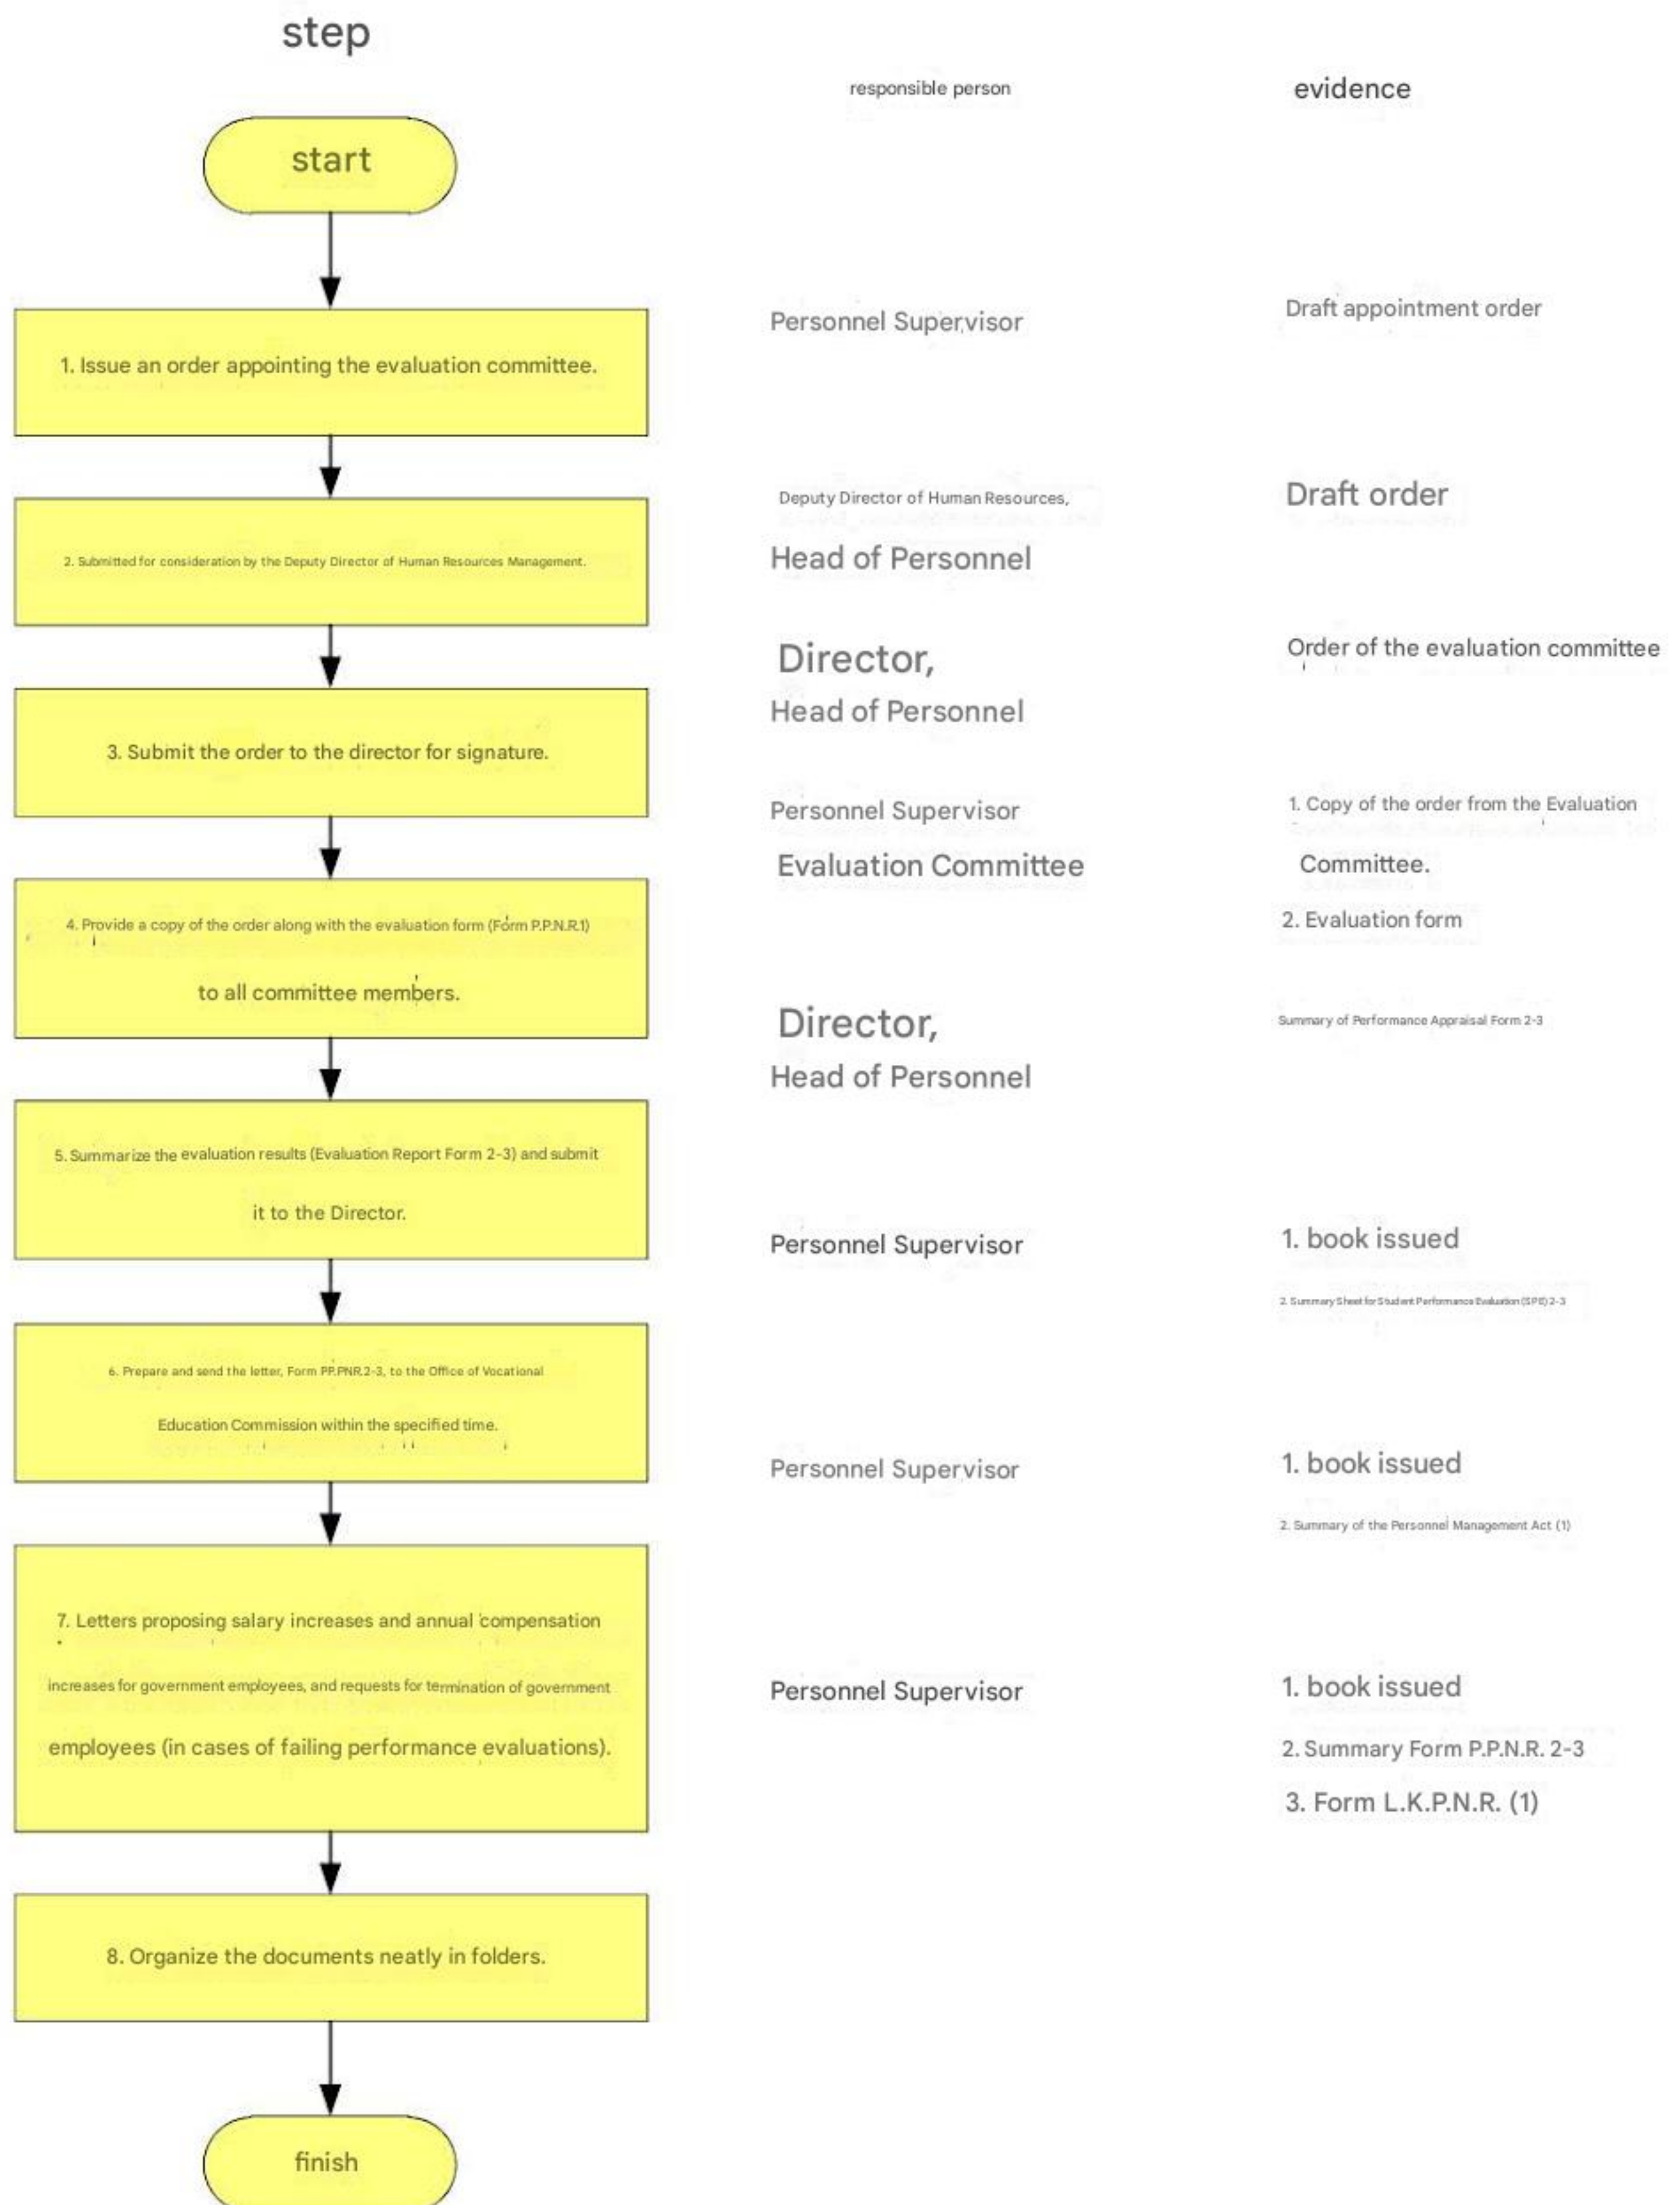 step
responsible person
evidence
start
1. Issue an order appointing the evaluation committee.
Personnel Supervisor
Draft appointment order
2. Submitted for consideration by the Deputy Director of Human Resources Management.
Deputy Director of Human Resources,
Head of Personnel
Draft order
3. Submit the order to the director for signature.
Director,
Head of Personnel
Order of the evaluation committee
4. Provide a copy of the order along with the evaluation form (Form P.P.N.R.1)
to all committee members.
Personnel Supervisor
Evaluation Committee
1. Copy of the order from the Evaluation
Committee.
2. Evaluation form
5. Summarize the evaluation results (Evaluation Report Form 2-3) and submit
it to the Director.
Director,
Head of Personnel
Summary of Performance Appraisal Form 2-3
6. Prepare and send the letter, Form PP.PNR.2-3, to the Office of Vocational
Education Commission within the specified time.
Personnel Supervisor
1. book issued
2. Summary Sheet for Student Performance Evaluation (SPE) 2-3
7. Letters proposing salary increases and annual compensation
increases for government employees, and requests for termination of government
employees (in cases of failing performance evaluations).
Personnel Supervisor
1. book issued
2. Summary of the Personnel Management Act (1)
8. Organize the documents neatly in folders.
Personnel Supervisor
1. book issued
2. Summary Form P.P.N.R. 2-3
3. Form L.K.P.N.R. (1)
finish